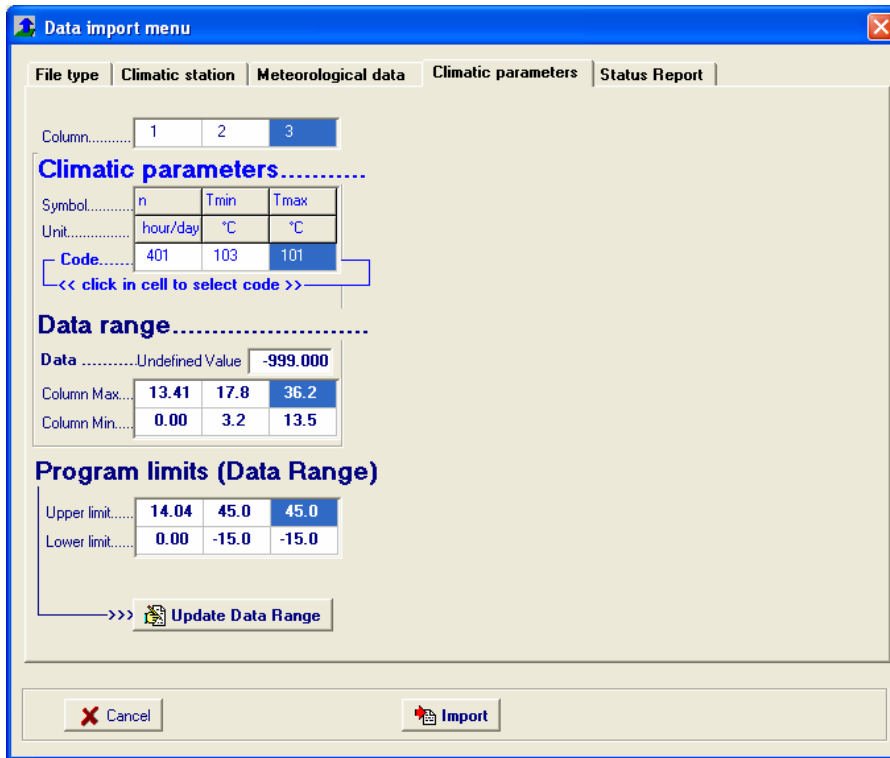 Data import menu
File type Climatic station Meteorological data Climatic parameters Status Report
Column........... 1 2 3
Climatic parameters...........
Symbol........... n Tmin Tmax
Unit................ hour/day °C °C
Code....... 401 103 101
<< click in cell to select code >>
Data range........................
Data ..........Undefined Value -999.000
Column Max.... 13.41 17.8 36.2
Column Min..... 0.00 3.2 13.5
Program limits (Data Range)
Upper limit...... 14.04 45.0 45.0
Lower limit...... 0.00 -15.0 -15.0
>>> Update Data Range
Cancel Import